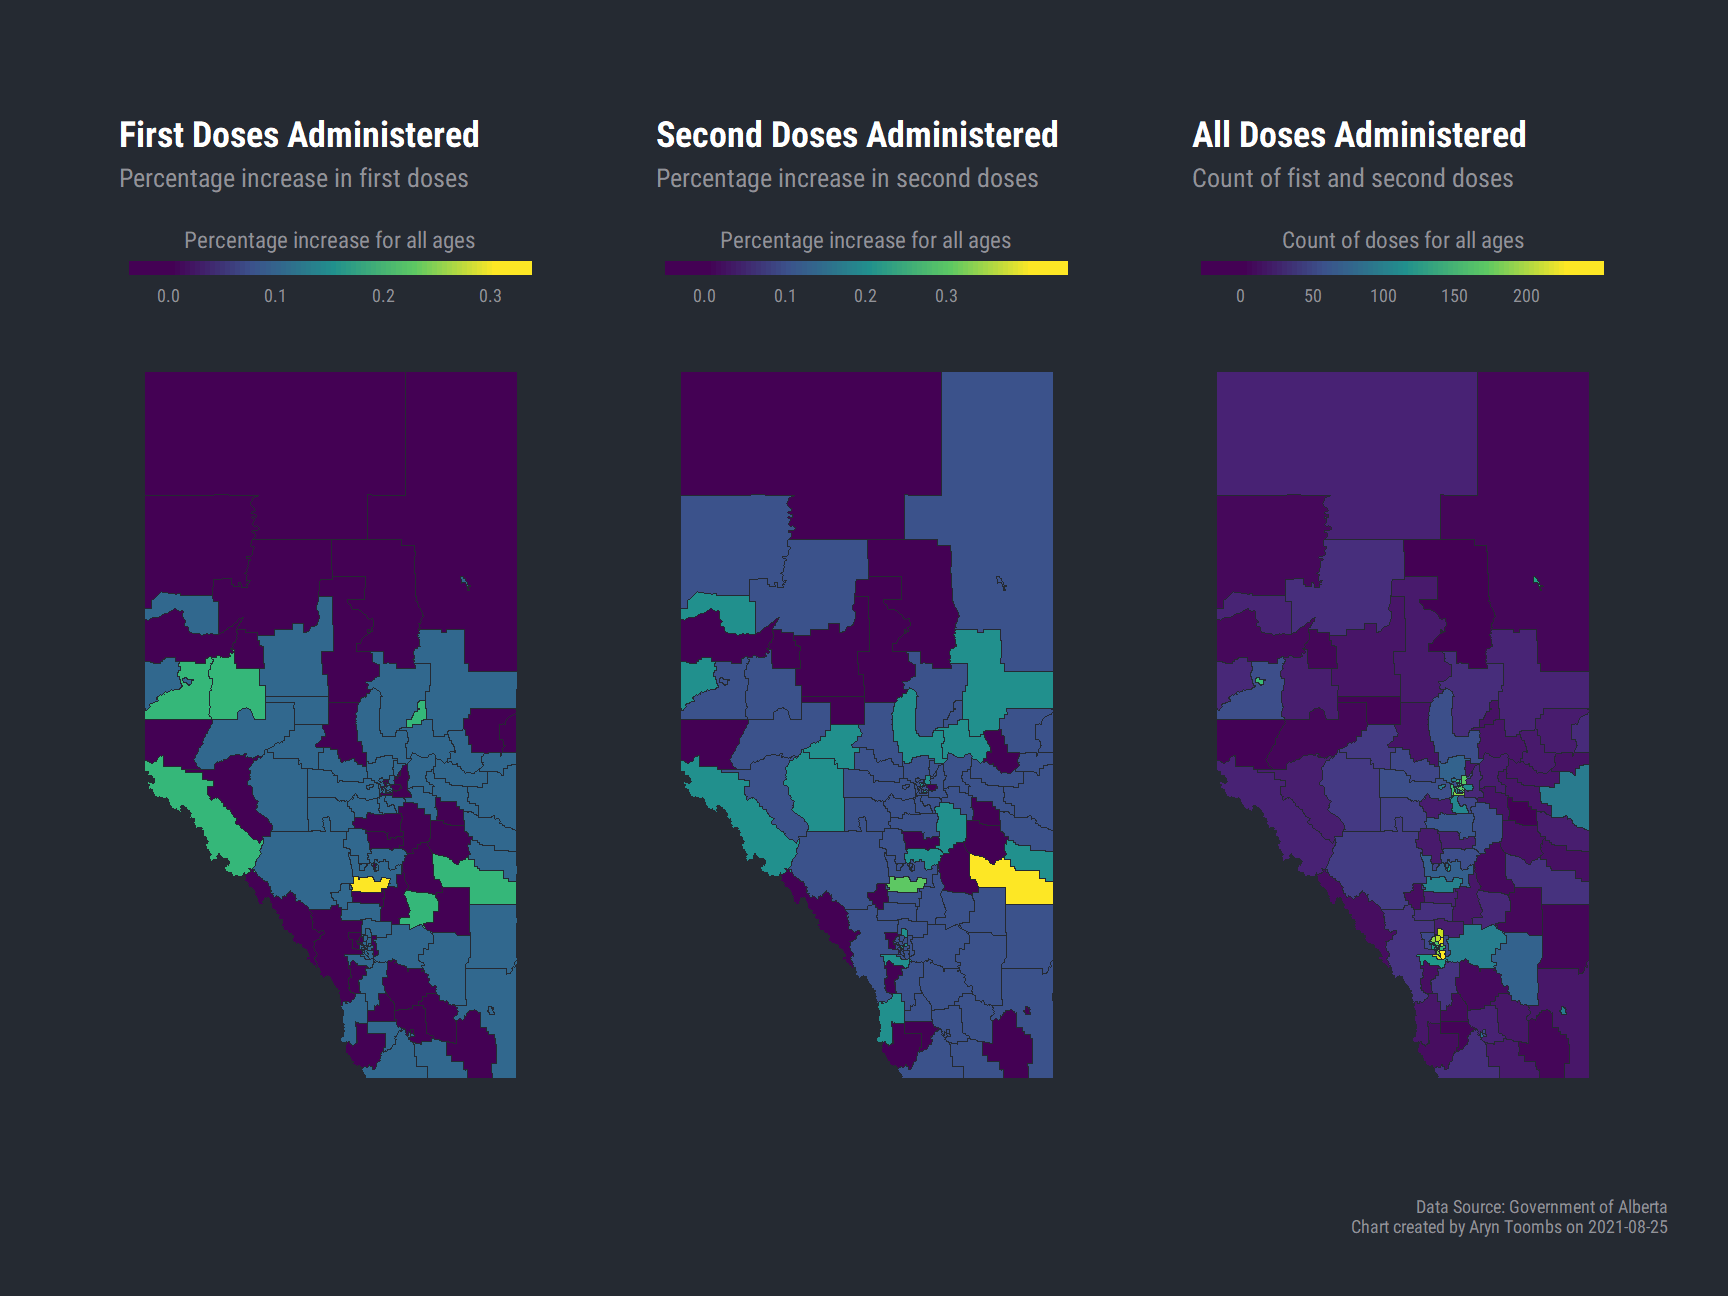 First Doses Administered
Percentage increase in first doses
Percentage increase for all ages
0.0 0.1 0.2 0.3
Second Doses Administered
Percentage increase in second doses
Percentage increase for all ages
0.0 0.1 0.2 0.3
All Doses Administered
Count of fist and second doses
Count of doses for all ages
0 50 100 150 200
Data Source: Government of Alberta
Chart created by Aryn Toombs on 2021-08-25